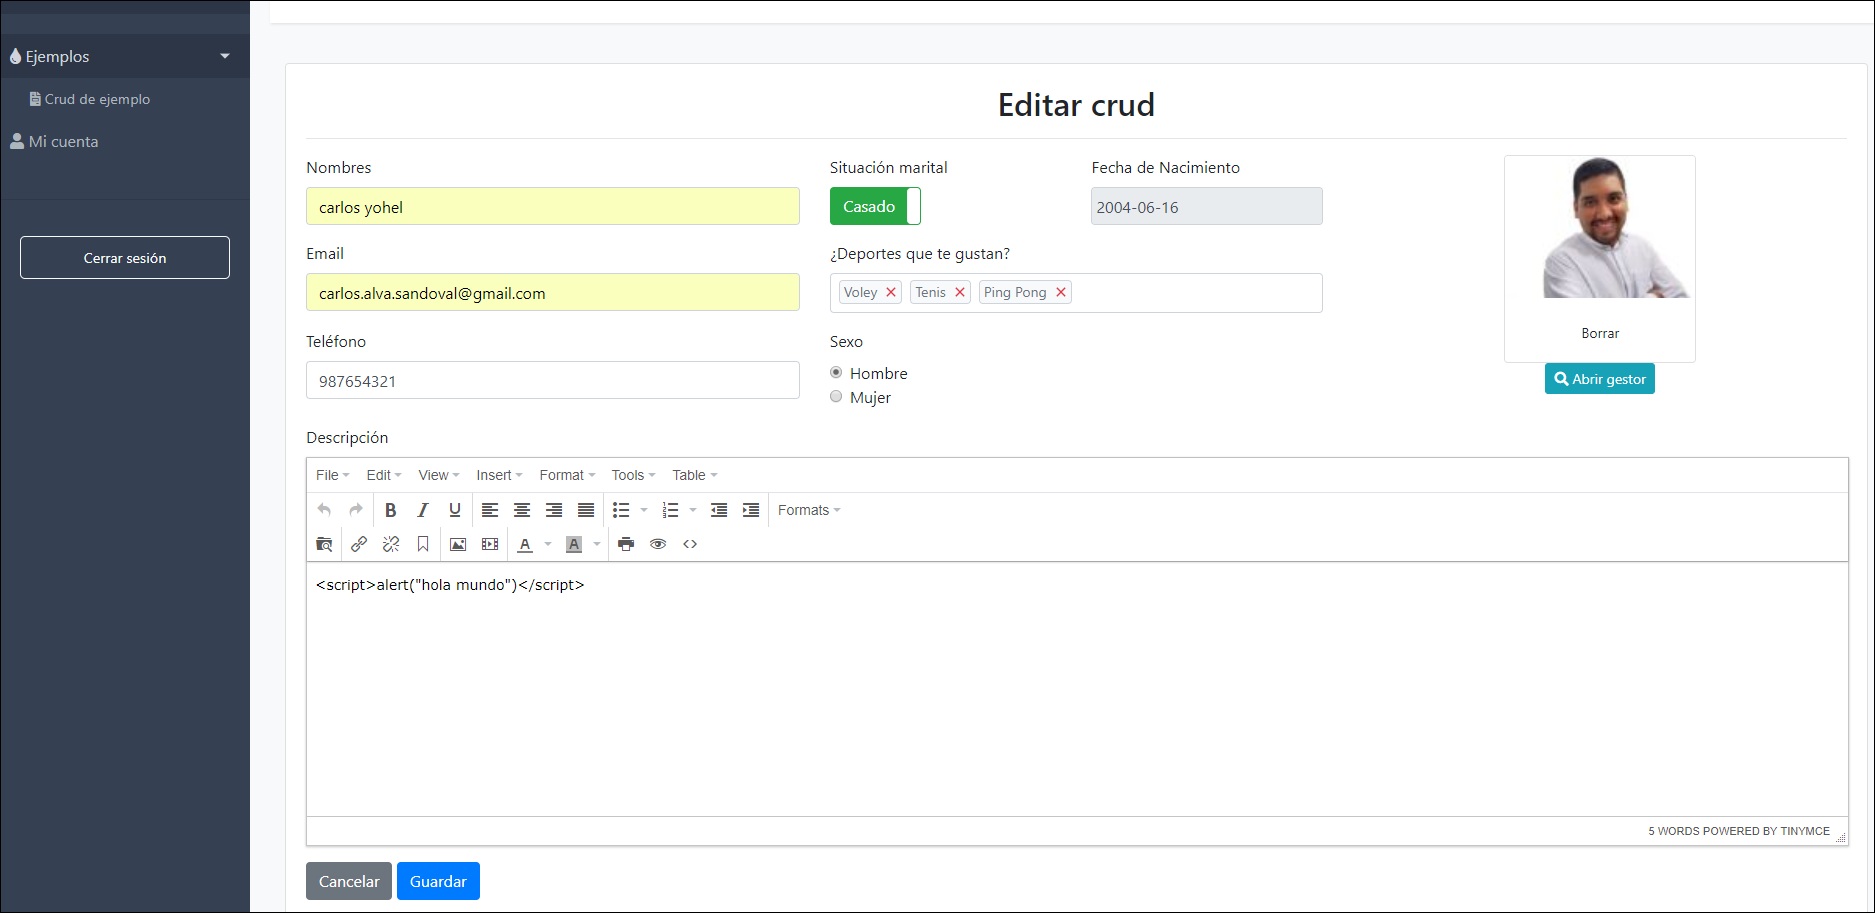 Ejemplos
Crud de ejemplo
Mi cuenta
Cerrar sesión
Editar crud
Nombres
carlos yohel
Situación marital
Casado
Fecha de Nacimiento
2004-06-16
Email
carlos.alva.sandoval@gmail.com
¿Deportes que te gustan?
Voley Tenis Ping Pong
Teléfono
987654321
Sexo
Hombre
Mujer
Borrar
Abrir gestor
Descripción
File Edit View Insert Format Tools Table
B I U Formats
A A
<script>alert("hola mundo")</script>
5 WORDS POWERED BY TINYMCE
Cancelar Guardar